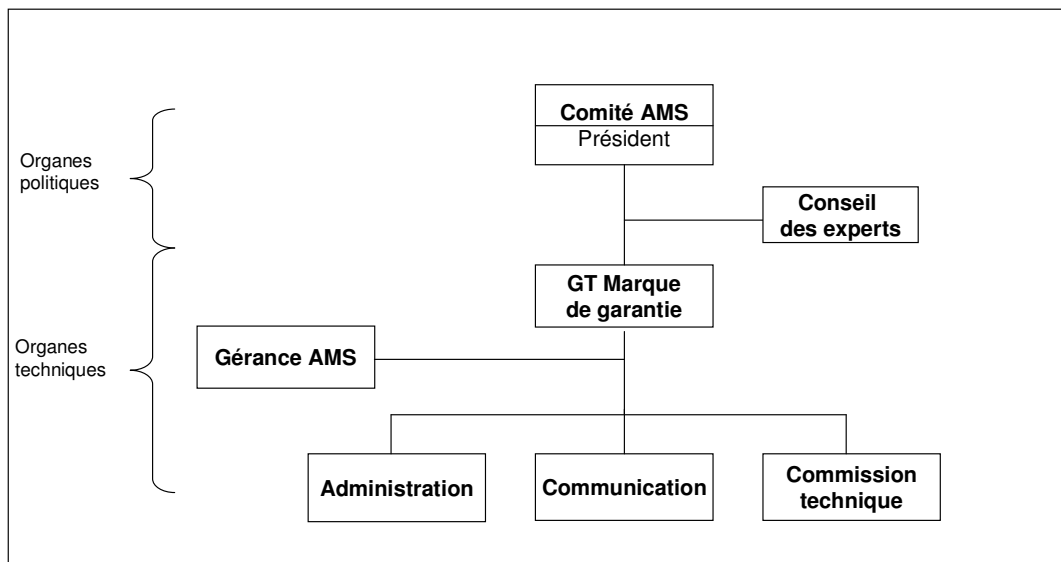 Comité AMS
Président
Organes
politiques
Conseil
des experts
GT Marque
de garantie
Organes
techniques
Gérance AMS
Administration
Communication
Commission
technique